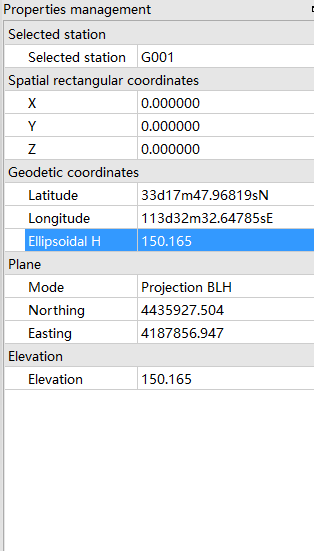 Properties management
Selected station
Selected station G001
Spatial rectangular coordinates
X 0.000000
Y 0.000000
Z 0.000000
Geodetic coordinates
Latitude 33d17m47.96819sN
Longitude 113d32m32.64785sE
Ellipsoidal H 150.165
Plane
Mode Projection BLH
Northing 4435927.504
Easting 4187856.947
Elevation
Elevation 150.165